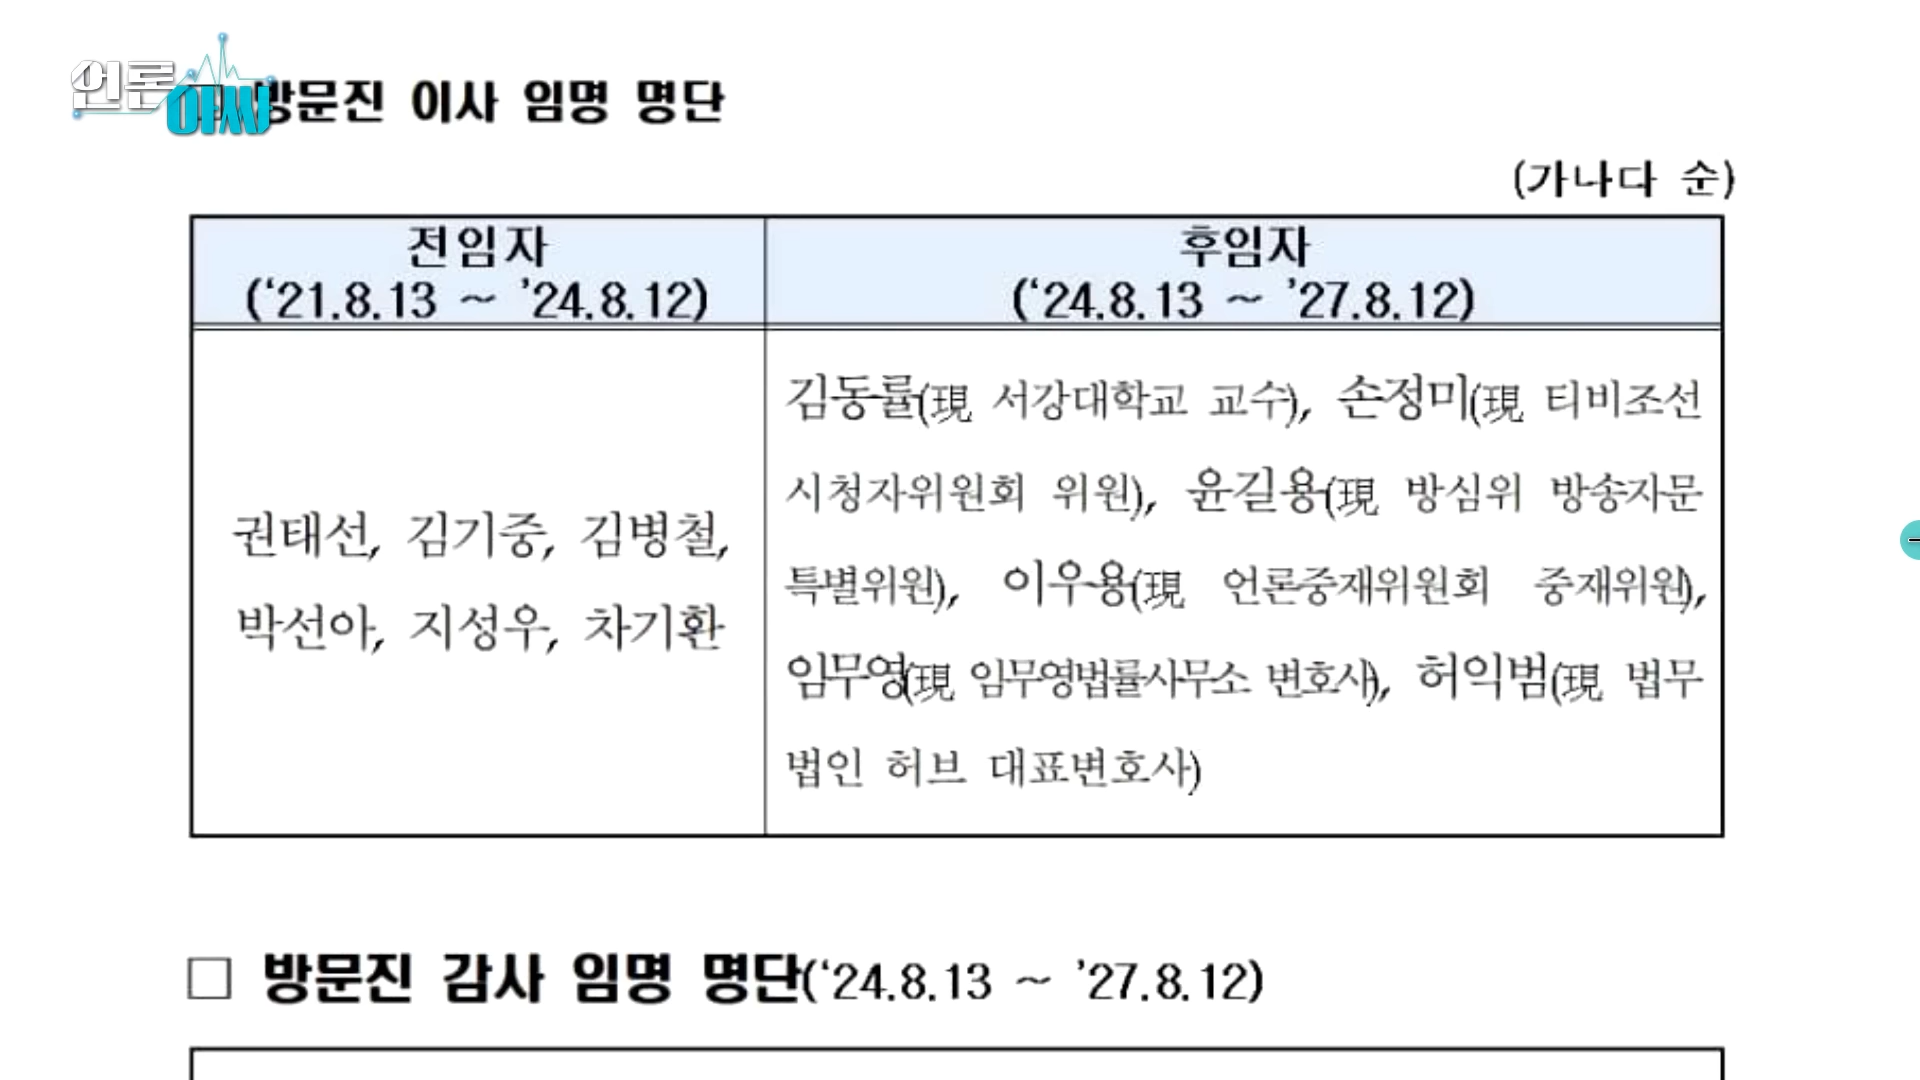 언론아싸
□ 방문진 이사 임명 명단
(가나다 순)
전임자
(‘21.8.13 ~ ’24.8.12)
후임자
(‘24.8.13 ~ ’27.8.12)
권태선, 김기중, 김병철,
박선아, 지성우, 차기환
김동률(現 서강대학교 교수), 손정미(現 티비조선
시청자위원회 위원), 윤길용(現 방심위 방송자문
특별위원), 이우용(現 언론중재위원회 중재위원),
임무영(現 임무영법률사무소 변호사), 허익범(現 법무
법인 허브 대표변호사)
□ 방문진 감사 임명 명단(‘24.8.13 ~ ’27.8.12)